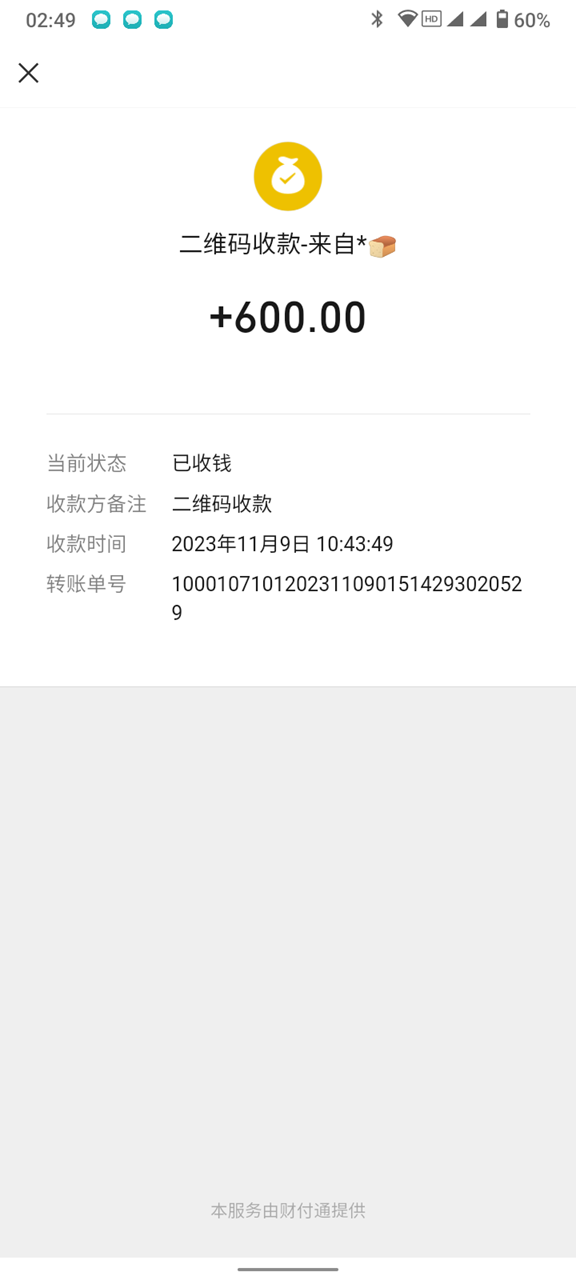 02:49 HD 60%
二维码收款-来自*🍞
+600.00
当前状态 已收钱
收款方备注 二维码收款
收款时间 2023年11月9日 10:43:49
转账单号 100010710120231109015142930205​2
9
本服务由财付通提供